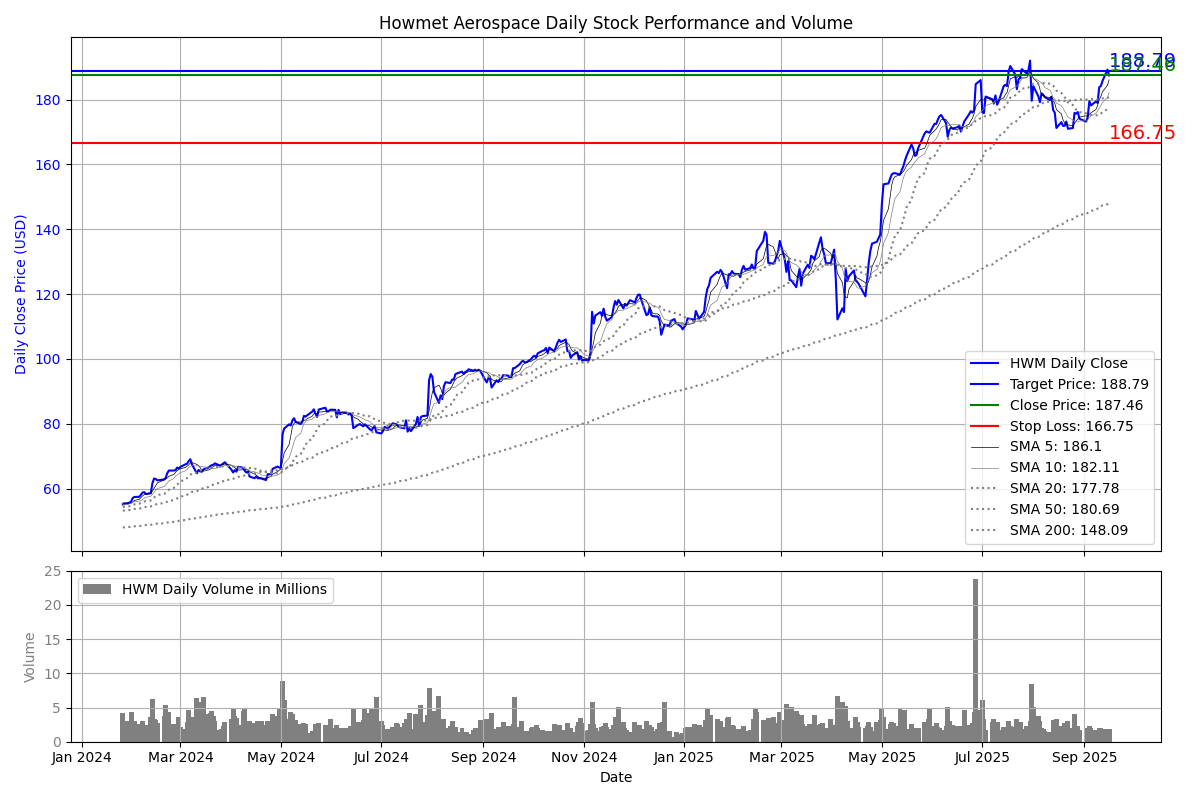 Howmet Aerospace Daily Stock Performance and Volume
188.79
187.46
166.75
Daily Close Price (USD)
180
160
140
120
100
80
60
HWM Daily Close
Target Price: 188.79
Close Price: 187.46
Stop Loss: 166.75
SMA 5: 186.1
SMA 10: 182.11
SMA 20: 177.78
SMA 50: 180.69
SMA 200: 148.09
Volume
25
20
15
10
5
0
HWM Daily Volume in Millions
Jan 2024
Mar 2024
May 2024
Jul 2024
Sep 2024
Nov 2024
Jan 2025
Mar 2025
May 2025
Jul 2025
Sep 2025
Date